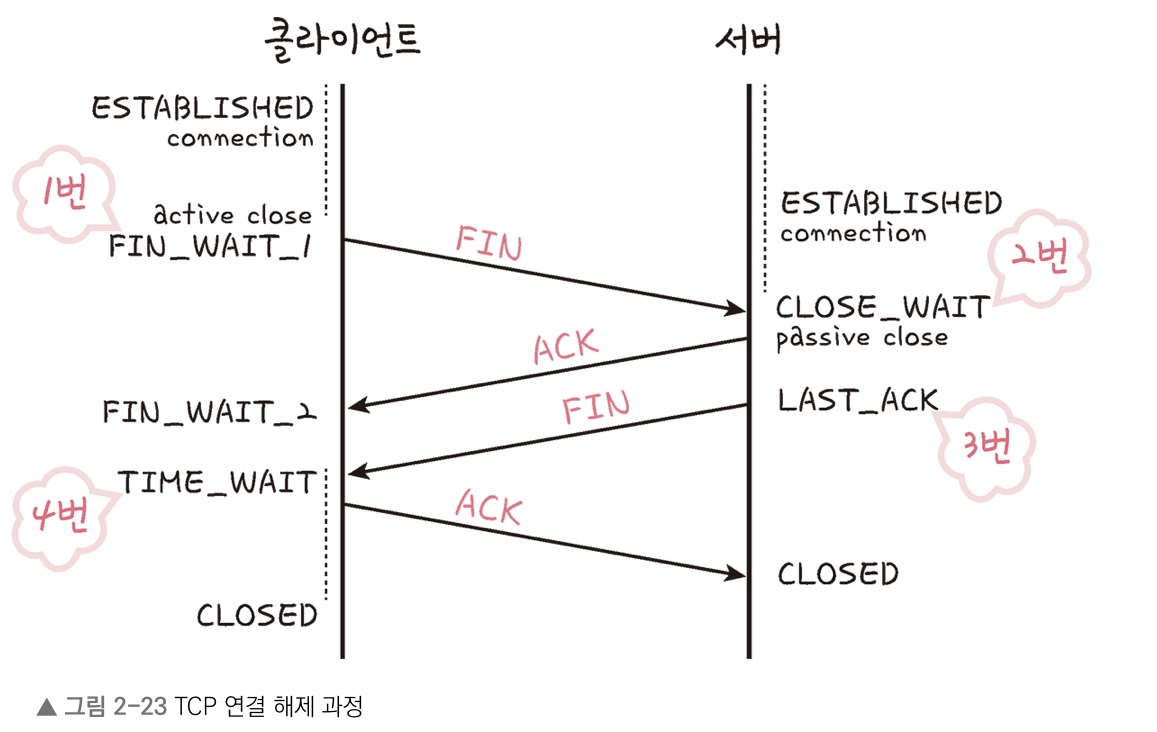 클라이언트
서버
ESTABLISHED
connection
1번
active close
FIN_WAIT_1
FIN
ESTABLISHED
connection
2번
CLOSE_WAIT
passive close
ACK
FIN_WAIT_2
FIN
LAST_ACK
3번
TIME_WAIT
4번
ACK
CLOSED
CLOSED
▲ 그림 2-23 TCP 연결 해제 과정